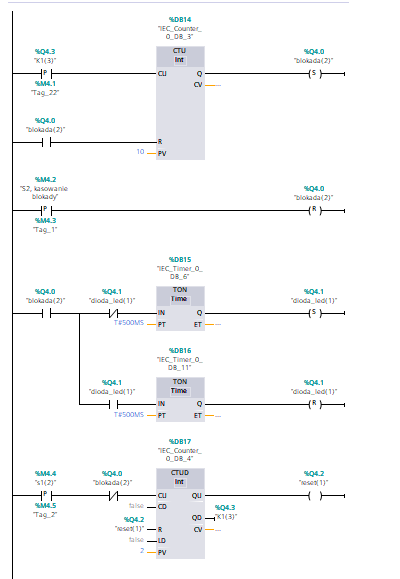 %DB14
"IEC_Counter_
0_DB_3"
%Q4.3
"K1(3)"
CTU
Int
%Q4.0
"blokada(2)"
P
CU
Q
S
CV
...
%M4.1
"Tag_22"
%Q4.0
"blokada(2)"
R
10
PV
%M4.2
"S2, kasowanie
blokady"
%Q4.0
"blokada(2)"
P
R
%M4.3
"Tag_1"
%DB15
"IEC_Timer_0_
DB_6"
%Q4.0
"blokada(2)"
%Q4.1
"dioda_led(1)"
TON
Time
%Q4.1
"dioda_led(1)"
IN
Q
S
T#500MS
PT
ET
...
%DB16
"IEC_Timer_0_
DB_11"
%Q4.1
"dioda_led(1)"
TON
Time
%Q4.1
"dioda_led(1)"
IN
Q
R
T#500MS
PT
ET
...
%DB17
"IEC_Counter_
0_DB_4"
%M4.4
"s1(2)"
%Q4.0
"blokada(2)"
CTUD
Int
%Q4.2
"reset(1)"
P
CU
QU
%M4.5
"Tag_2"
false
CD
%Q4.3
QD
"K1(3)"
%Q4.2
"reset(1)"
R
CV
...
false
LD
2
PV